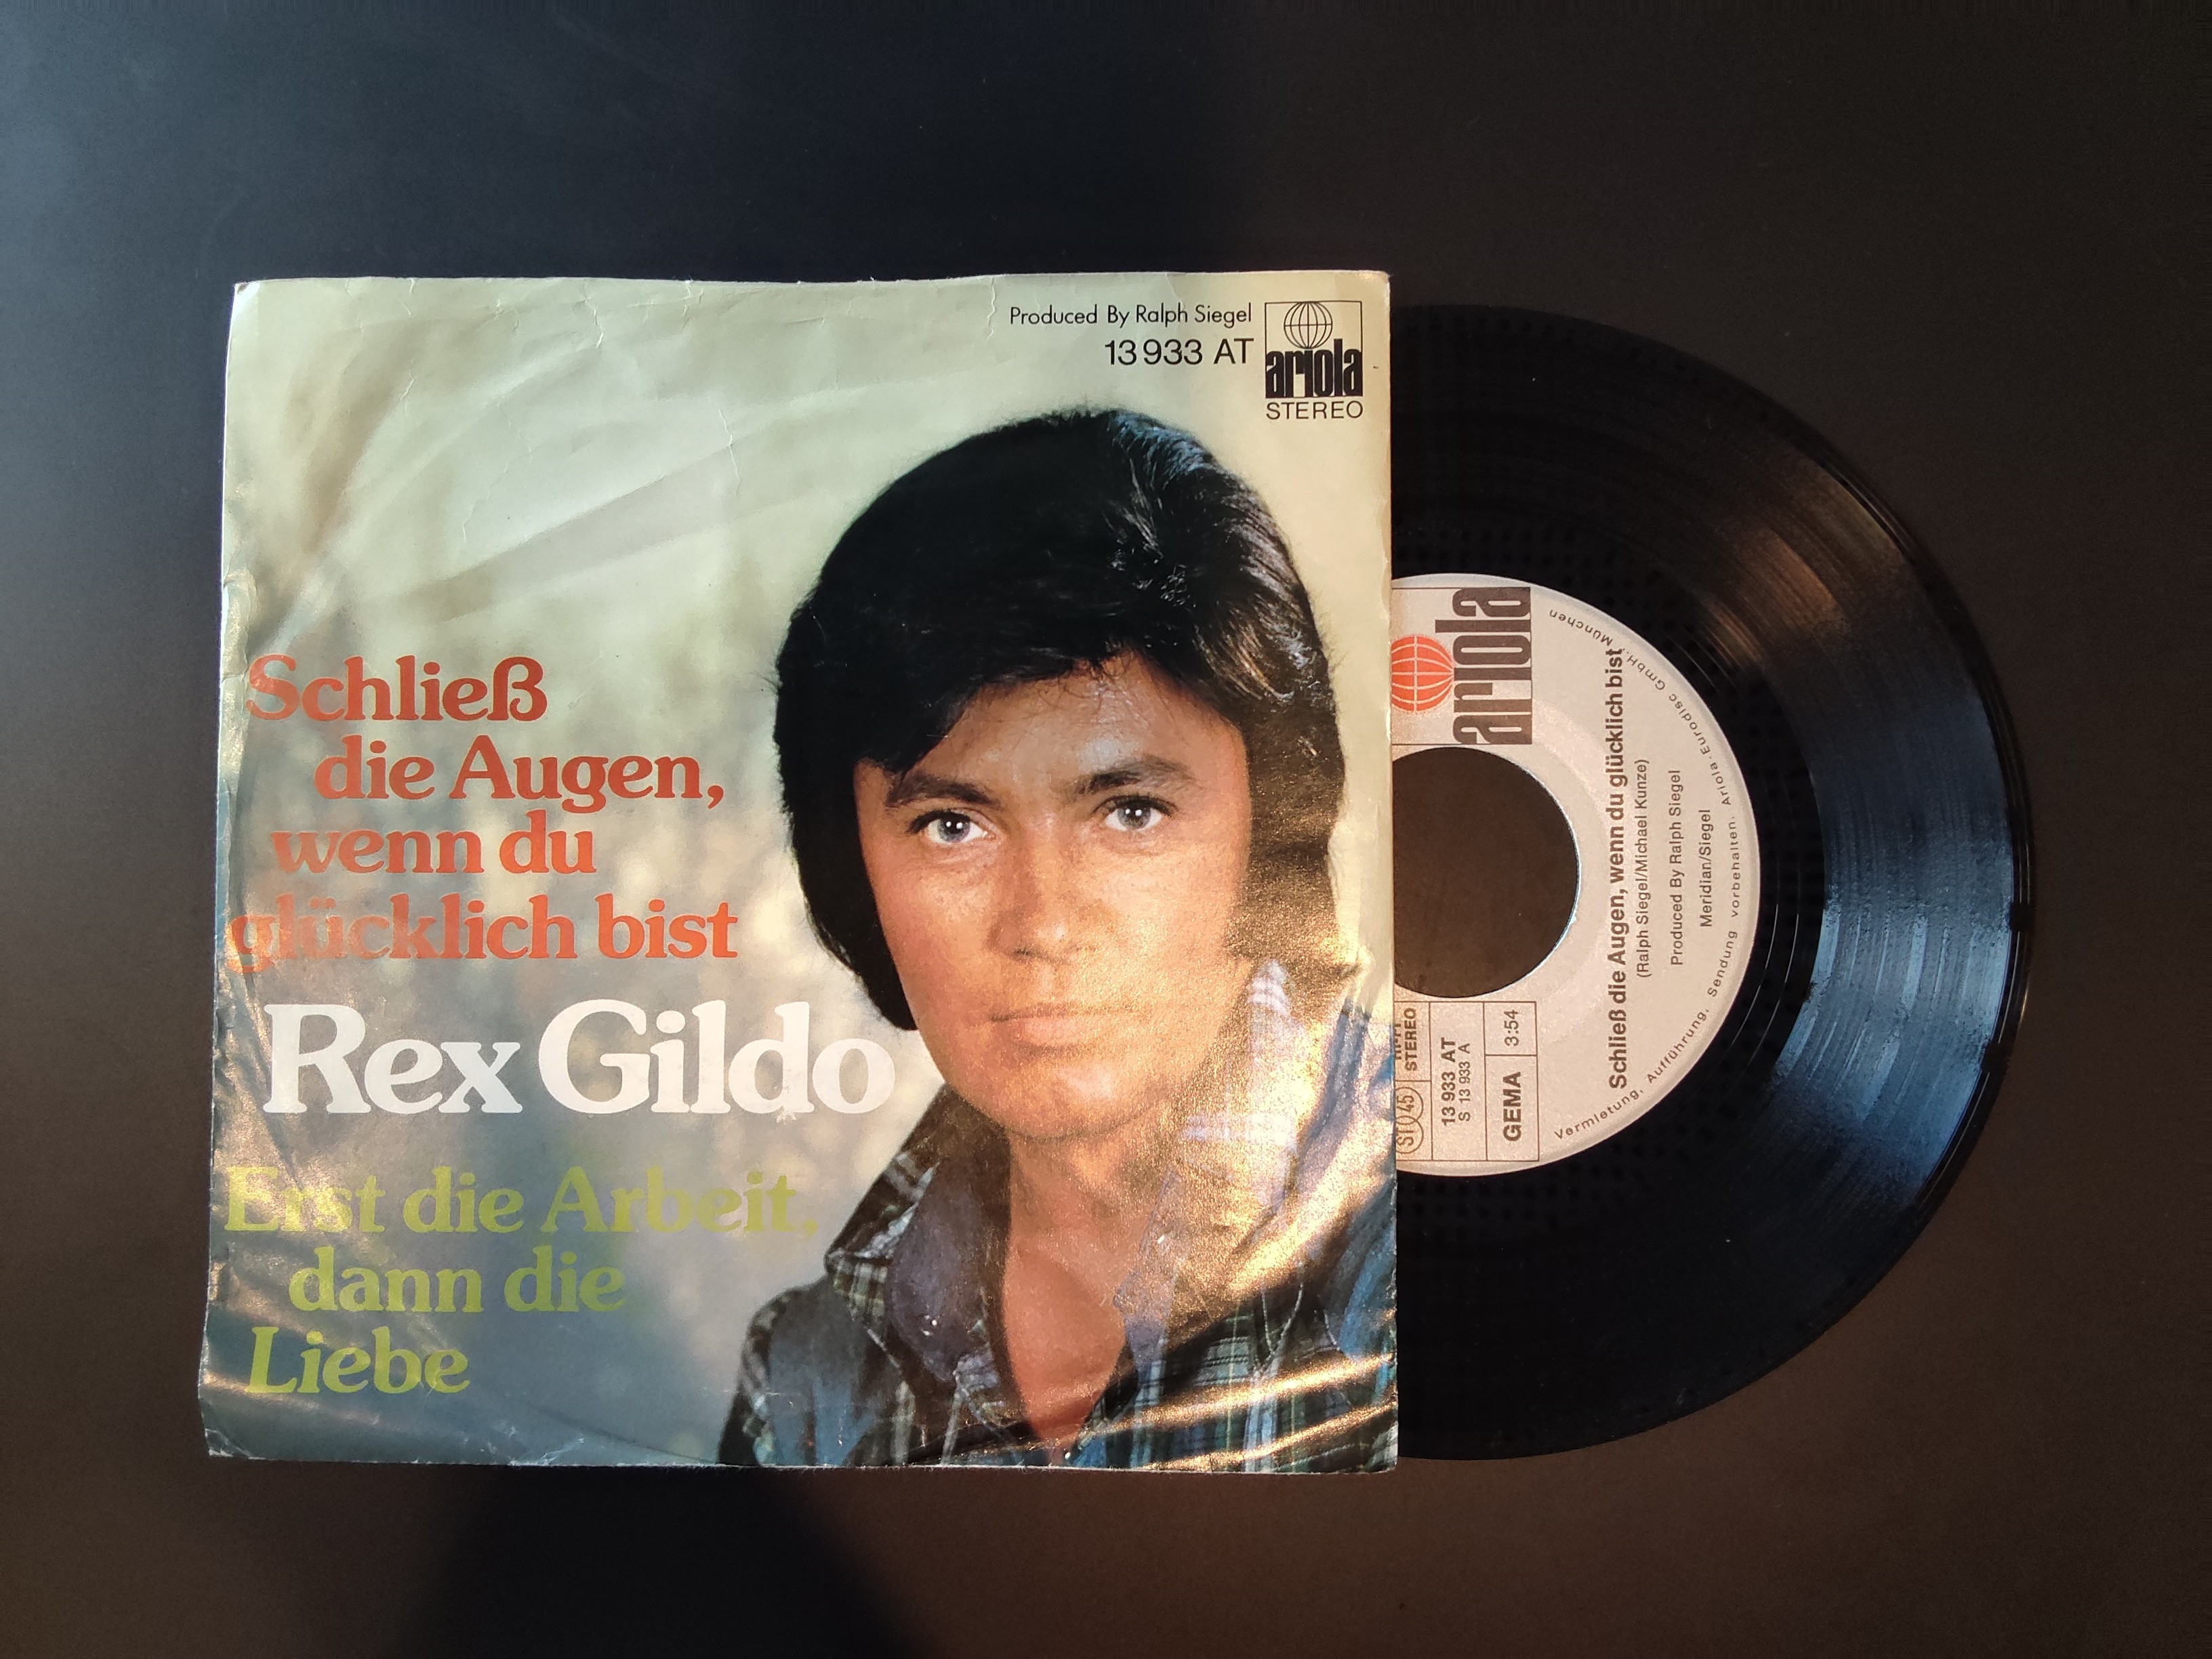 Produced By Ralph Siegel
13 933 AT
ariola
STEREO
Schließ
die Augen,
wenn du
glücklich bist
Rex Gildo
Erst die Arbeit,
dann die
Liebe
ariola
STEREO
ST 45
13 933 AT
S 13 933 A
GEMA 3:54
Schließ die Augen, wenn du glücklich bist
(Ralph Siegel/Michael Kunze)
Produced By Ralph Siegel
Meridian/Siegel
Vermietung, Aufführung, Sendung vorbehalten. Ariola-Eurodisc GmbH., München